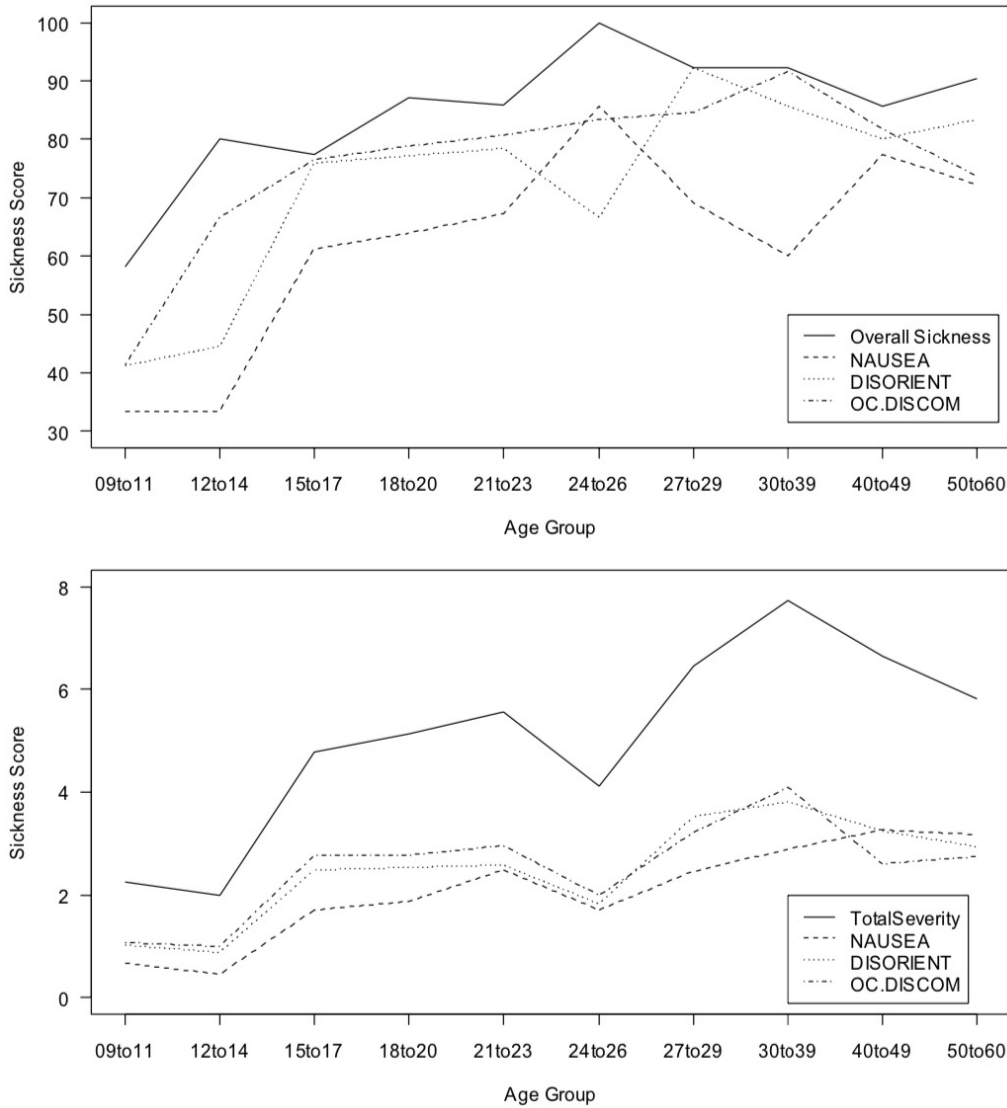 100
90
80
70
60
50
40
30
Sickness Score
Overall Sickness
NAUSEA
DISORIENT
OC.DISCOM
09to11 12to14 15to17 18to20 21to23 24to26 27to29 30to39 40to49 50to60
Age Group
8
6
4
2
0
Sickness Score
TotalSeverity
NAUSEA
DISORIENT
OC.DISCOM
09to11 12to14 15to17 18to20 21to23 24to26 27to29 30to39 40to49 50to60
Age Group